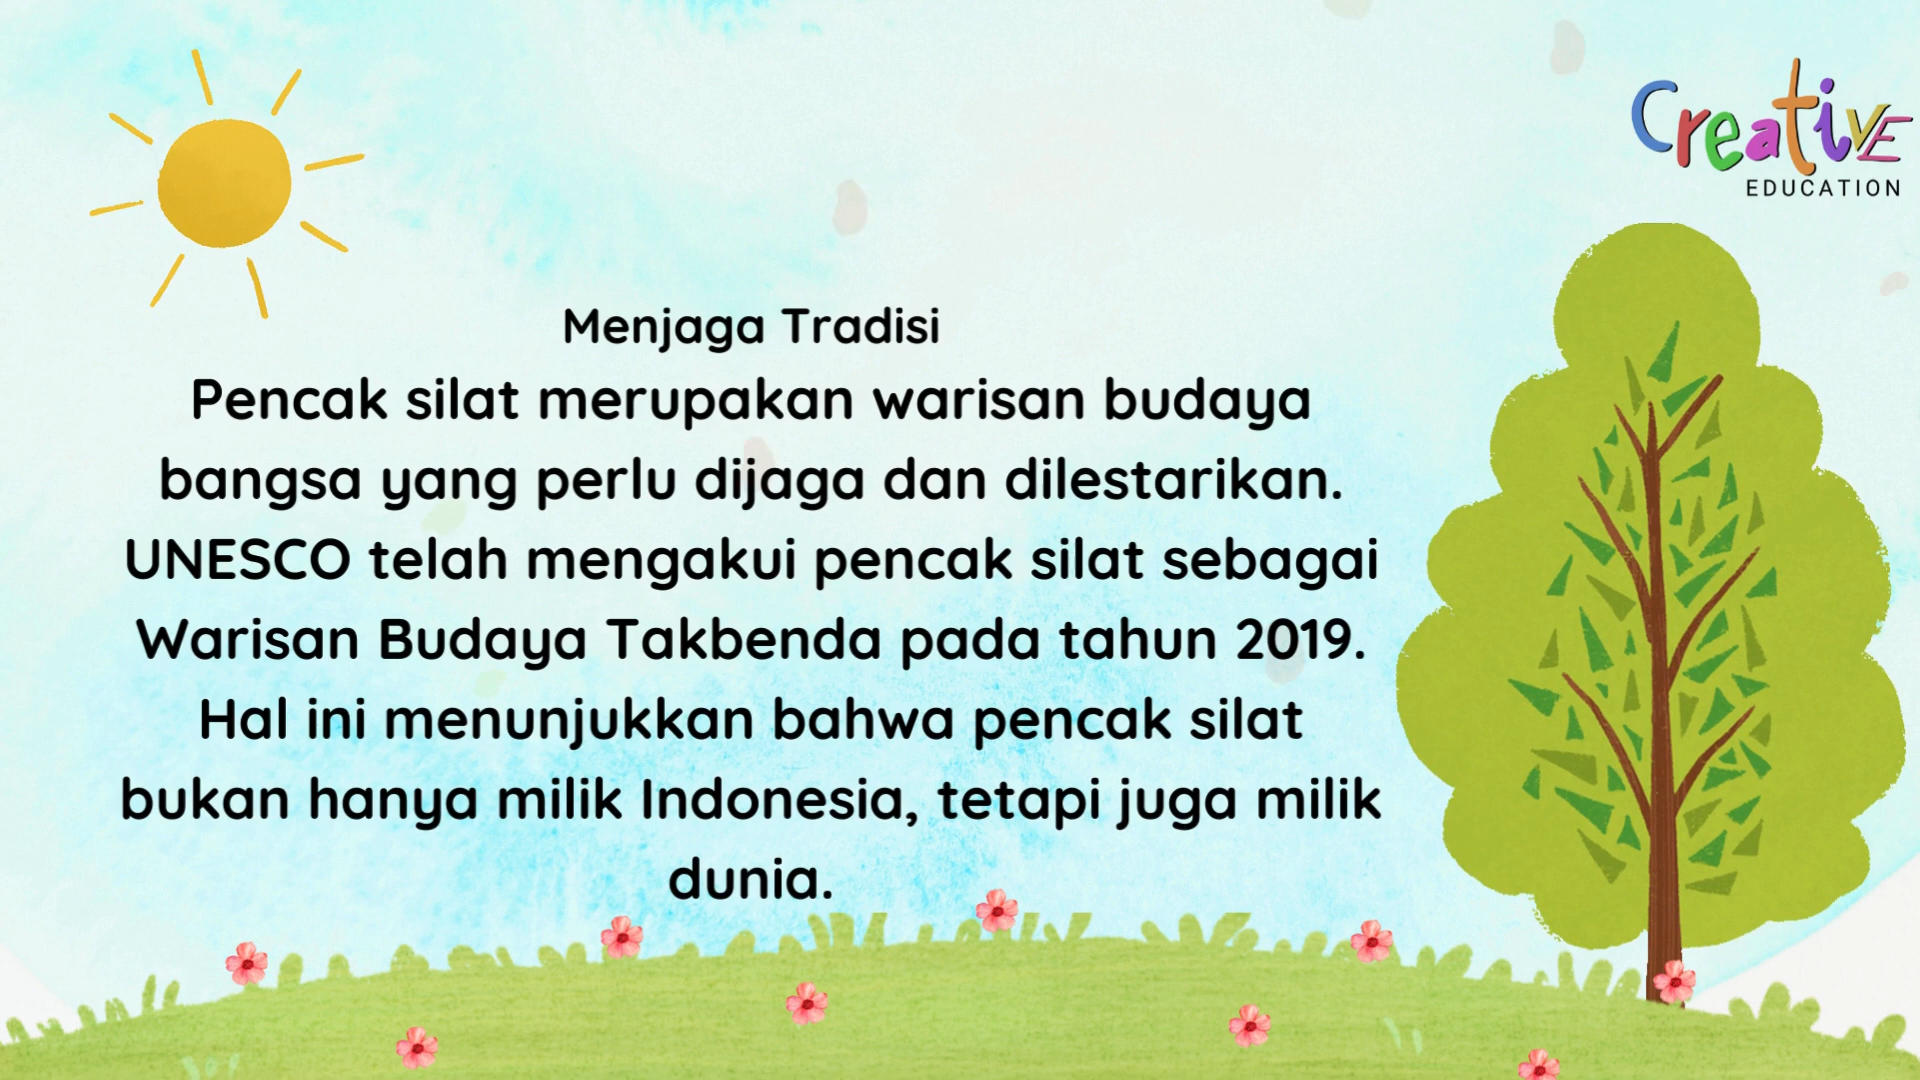 Creative
EDUCATION
Menjaga Tradisi
Pencak silat merupakan warisan budaya
bangsa yang perlu dijaga dan dilestarikan.
UNESCO telah mengakui pencak silat sebagai
Warisan Budaya Takbenda pada tahun 2019.
Hal ini menunjukkan bahwa pencak silat
bukan hanya milik Indonesia, tetapi juga milik
dunia.